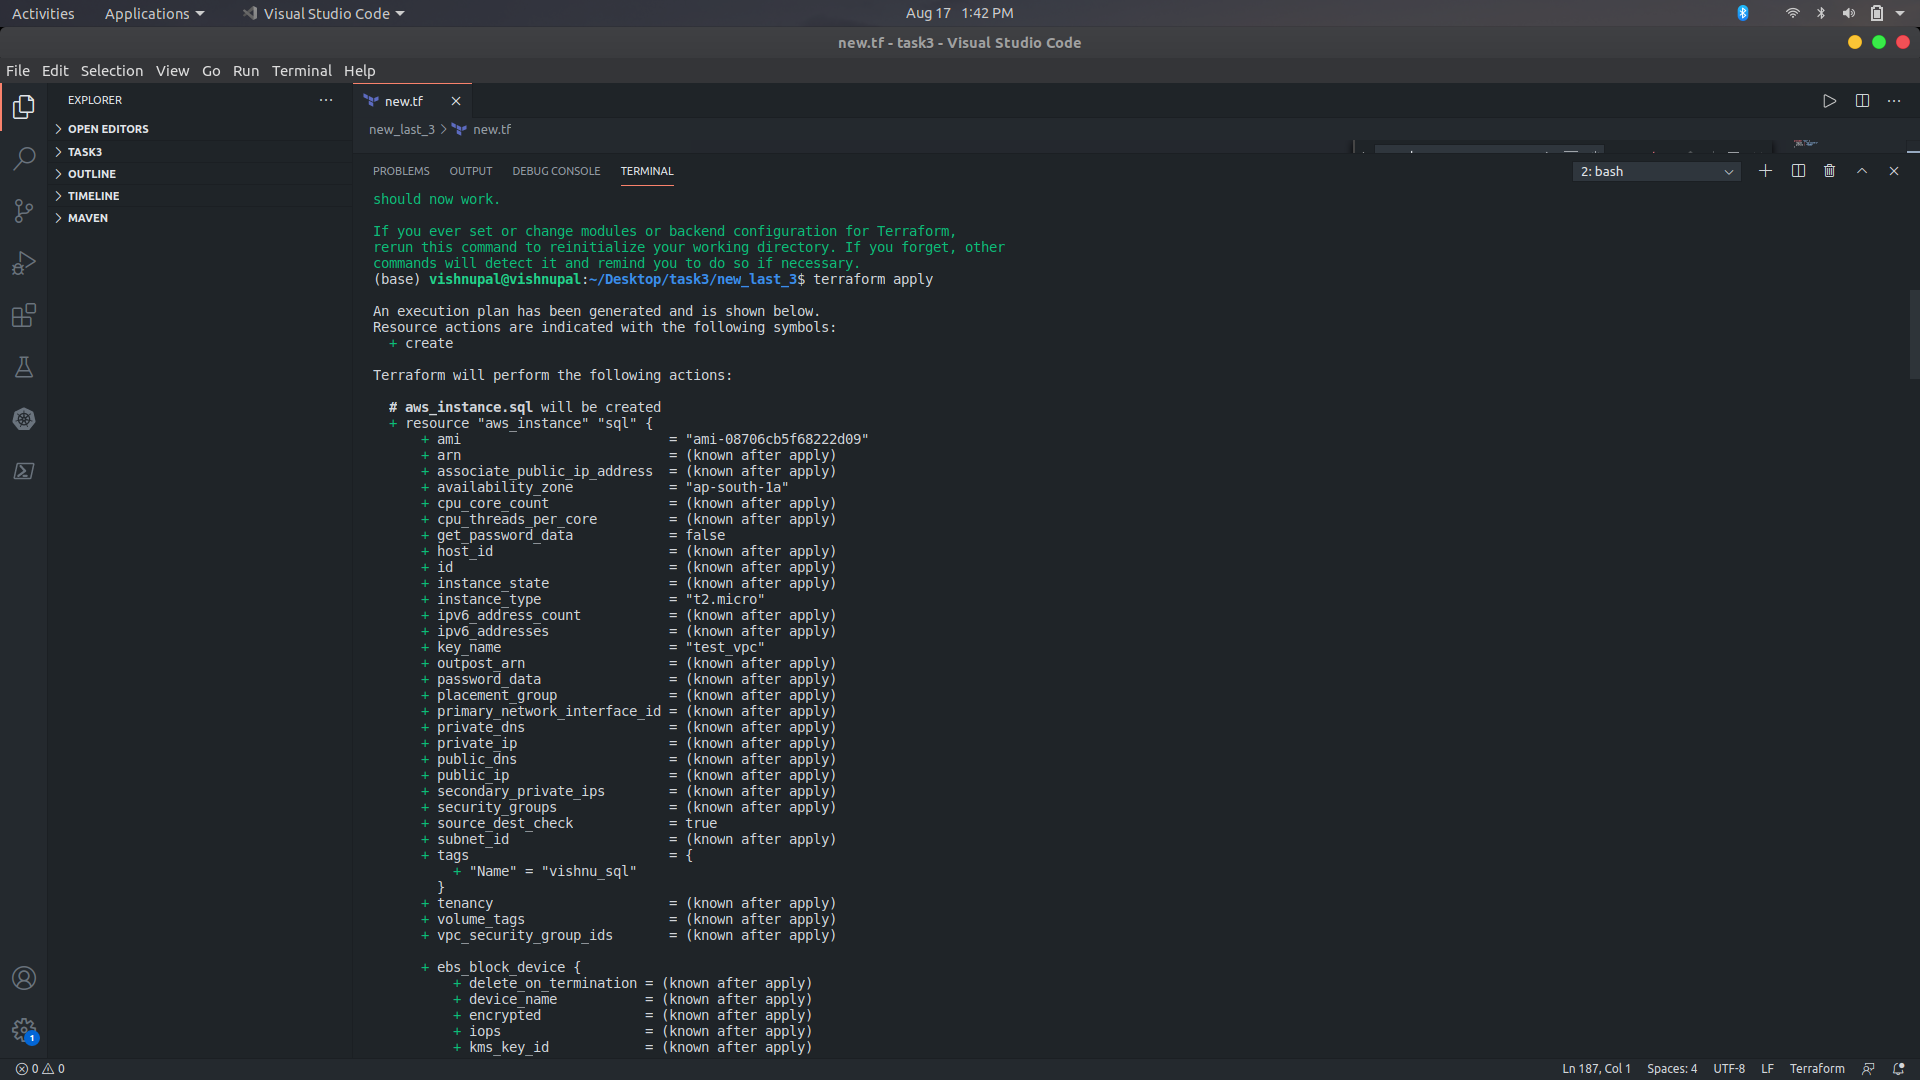 Activities Applications Visual Studio Code Aug 17 1:42 PM
new.tf - task3 - Visual Studio Code
File Edit Selection View Go Run Terminal Help
EXPLORER
OPEN EDITORS
TASK3
OUTLINE
TIMELINE
MAVEN
new.tf
new_last_3 > new.tf
PROBLEMS OUTPUT DEBUG CONSOLE TERMINAL 2: bash
should now work.
If you ever set or change modules or backend configuration for Terraform,
rerun this command to reinitialize your working directory. If you forget, other
commands will detect it and remind you to do so if necessary.
(base) vishnupal@vishnupal:~/Desktop/task3/new_last_3$ terraform apply
An execution plan has been generated and is shown below.
Resource actions are indicated with the following symbols:
+ create
Terraform will perform the following actions:
# aws_instance.sql will be created
+ resource "aws_instance" "sql" {
+ ami = "ami-08706cb5f68222d09"
+ arn = (known after apply)
+ associate_public_ip_address = (known after apply)
+ availability_zone = "ap-south-1a"
+ cpu_core_count = (known after apply)
+ cpu_threads_per_core = (known after apply)
+ get_password_data = false
+ host_id = (known after apply)
+ id = (known after apply)
+ instance_state = (known after apply)
+ instance_type = "t2.micro"
+ ipv6_address_count = (known after apply)
+ ipv6_addresses = (known after apply)
+ key_name = "test_vpc"
+ outpost_arn = (known after apply)
+ password_data = (known after apply)
+ placement_group = (known after apply)
+ primary_network_interface_id = (known after apply)
+ private_dns = (known after apply)
+ private_ip = (known after apply)
+ public_dns = (known after apply)
+ public_ip = (known after apply)
+ secondary_private_ips = (known after apply)
+ security_groups = (known after apply)
+ source_dest_check = true
+ subnet_id = (known after apply)
+ tags = {
+ "Name" = "vishnu_sql"
}
+ tenancy = (known after apply)
+ volume_tags = (known after apply)
+ vpc_security_group_ids = (known after apply)
+ ebs_block_device {
+ delete_on_termination = (known after apply)
+ device_name = (known after apply)
+ encrypted = (known after apply)
+ iops = (known after apply)
+ kms_key_id = (known after apply)
1
0 0 Ln 187, Col 1 Spaces: 4 UTF-8 LF Terraform